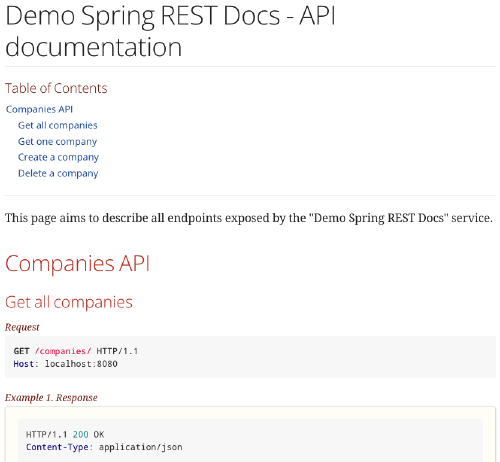 Demo Spring REST Docs - API
documentation
Table of Contents
Companies API
Get all companies
Get one company
Create a company
Delete a company
This page aims to describe all endpoints exposed by the "Demo Spring REST Docs" service.
Companies API
Get all companies
Request
GET /companies/ HTTP/1.1
Host: localhost:8080
Example 1. Response
HTTP/1.1 200 OK
Content-Type: application/json